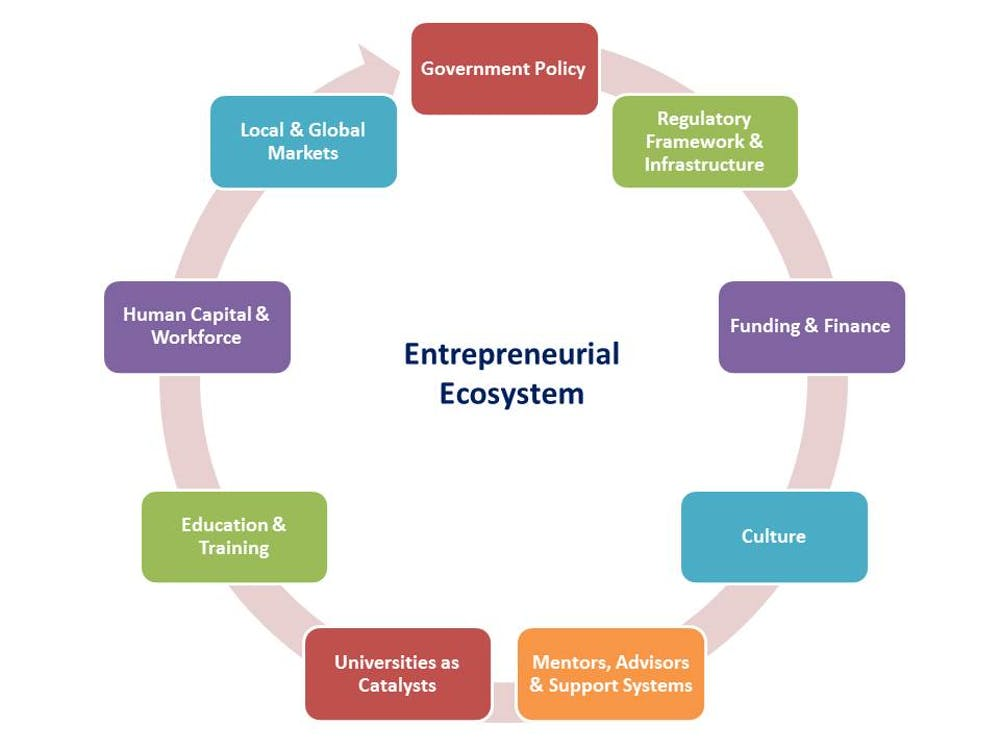 Government Policy
Regulatory
Framework &
Infrastructure
Funding & Finance
Culture
Mentors, Advisors
& Support Systems
Universities as
Catalysts
Education &
Training
Human Capital &
Workforce
Local & Global
Markets
Entrepreneurial
Ecosystem